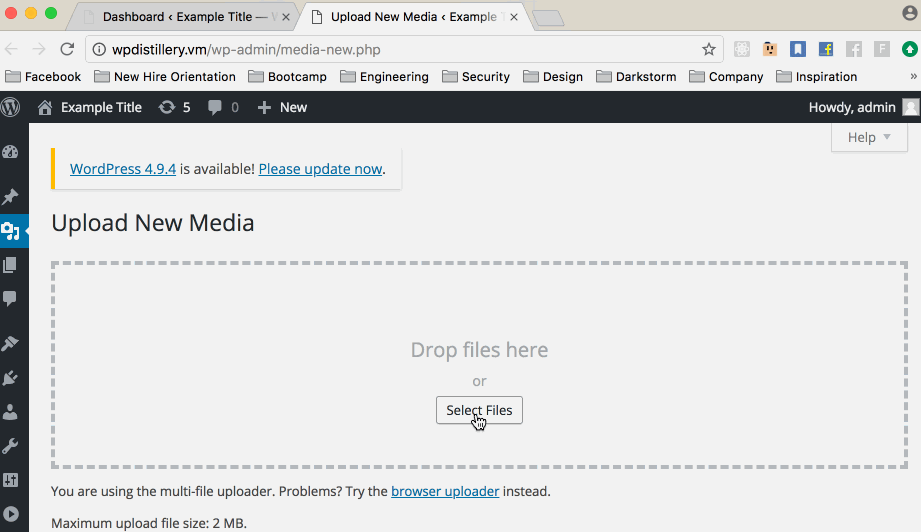 Dashboard ‹ Example Title — W
Upload New Media ‹ Example T
wpdistillery.vm/wp-admin/media-new.php
Facebook New Hire Orientation Bootcamp Engineering Security Design Darkstorm Company Inspiration »
Example Title 5 0 New Howdy, admin
Help
WordPress 4.9.4 is available! Please update now.
Upload New Media
Drop files here
or
Select Files
You are using the multi-file uploader. Problems? Try the browser uploader instead.
Maximum upload file size: 2 MB.